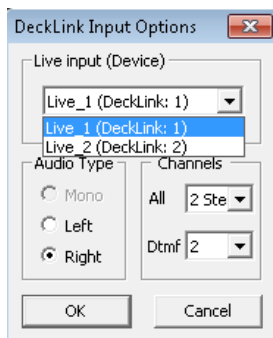 DeckLink Input Options
Live input (Device)
Live_1 (DeckLink: 1)
Live_1 (DeckLink: 1)
Live_2 (DeckLink: 2)
Audio Type
Mono
Left
Right
Channels
All 2 Ste
Dtmf 2
OK
Cancel